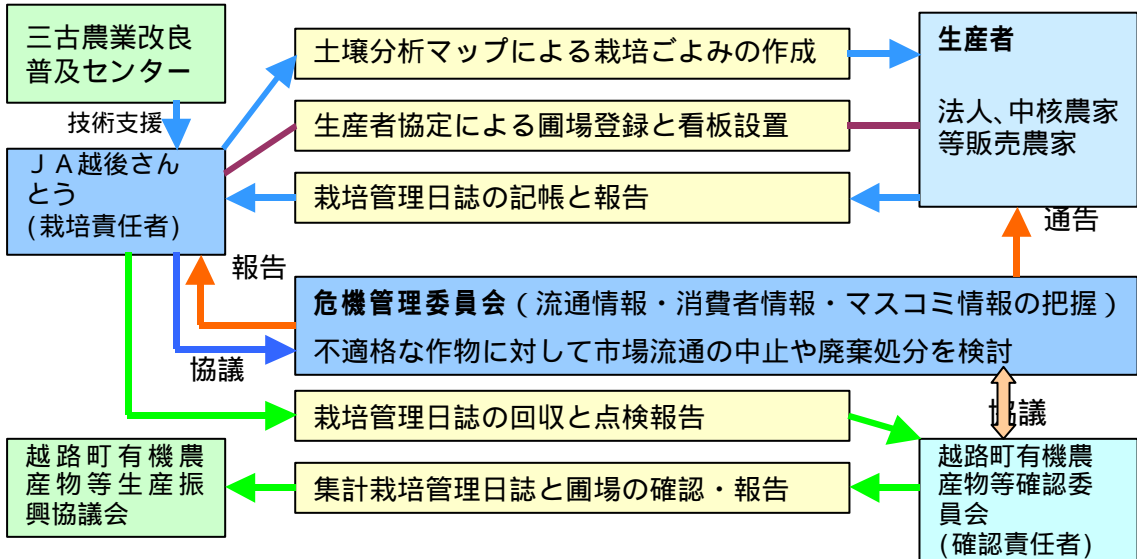 三古農業改良
普及センター
技術支援
ＪＡ越後さん
とう
(栽培責任者)
土壌分析マップによる栽培ごよみの作成
生産者協定による圃場登録と看板設置
栽培管理日誌の記帳と報告
生産者
法人、中核農家
等販売農家
通告
報告
危機管理委員会（流通情報・消費者情報・マスコミ情報の把握）
不適格な作物に対して市場流通の中止や廃棄処分を検討
協議
協議
栽培管理日誌の回収と点検報告
集計栽培管理日誌と圃場の確認・報告
越路町有機農
産物等生産振
興協議会
越路町有機農
産物等確認委
員会
(確認責任者)